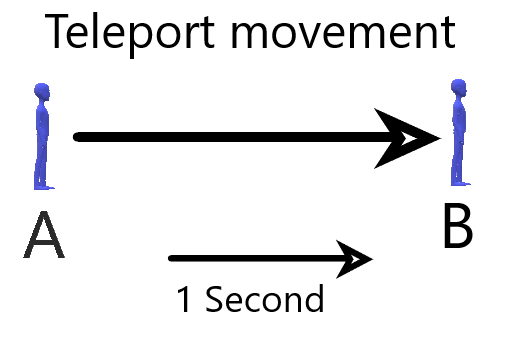 Teleport movement
A
B
1 Second